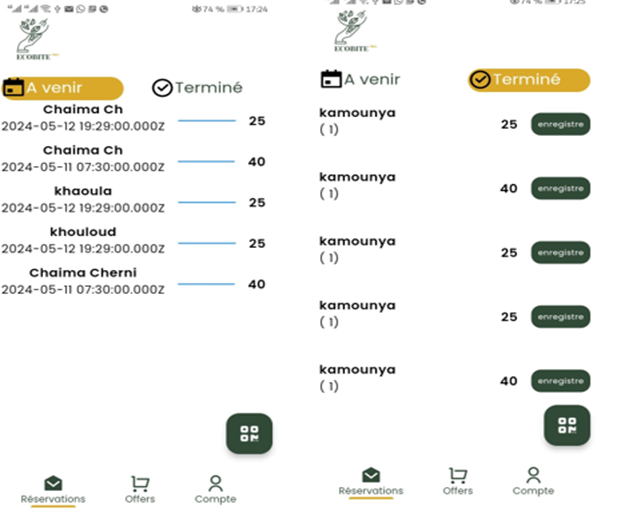 74 % 17:24
ECOBITE
A venir
Terminé
Chaima Ch
2024-05-12 19:29:00.000Z
25
Chaima Ch
2024-05-11 07:30:00.000Z
40
khaoula
2024-05-12 19:29:00.000Z
25
khouloud
2024-05-12 19:29:00.000Z
25
Chaima Cherni
2024-05-11 07:30:00.000Z
40
Réservations
Offers
Compte
74 % 17:25
ECOBITE
A venir
Terminé
kamounya
( 1)
25
enregistre
kamounya
( 1)
40
enregistre
kamounya
( 1)
25
enregistre
kamounya
( 1)
25
enregistre
kamounya
( 1)
40
enregistre
Réservations
Offers
Compte